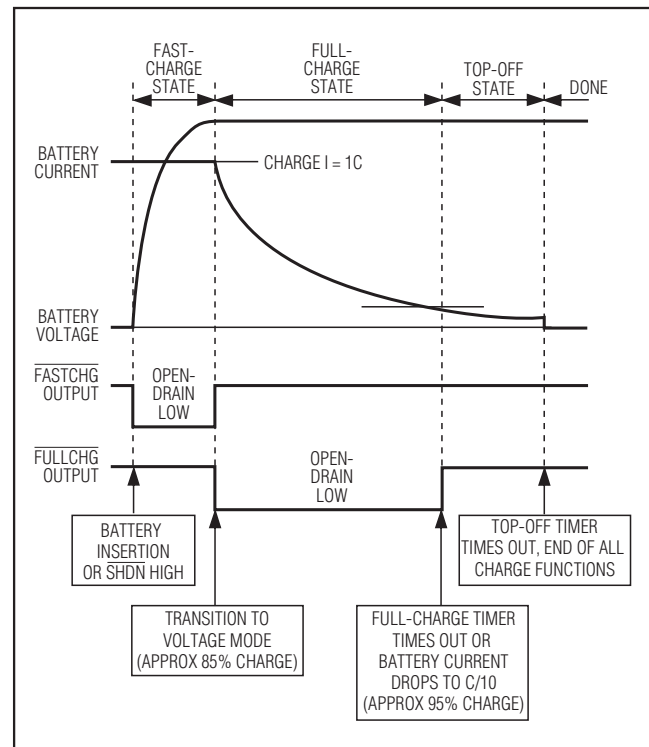 FAST-
CHARGE
STATE
FULL-
CHARGE
STATE
TOP-OFF
STATE
DONE
BATTERY
CURRENT
CHARGE I = 1C
BATTERY
VOLTAGE
FASTCHG
OUTPUT
OPEN-
DRAIN
LOW
FULLCHG
OUTPUT
OPEN-
DRAIN
LOW
BATTERY
INSERTION
OR SHDN HIGH
TOP-OFF TIMER
TIMES OUT, END OF ALL
CHARGE FUNCTIONS
TRANSITION TO
VOLTAGE MODE
(APPROX 85% CHARGE)
FULL-CHARGE TIMER
TIMES OUT OR
BATTERY CURRENT
DROPS TO C/10
(APPROX 95% CHARGE)